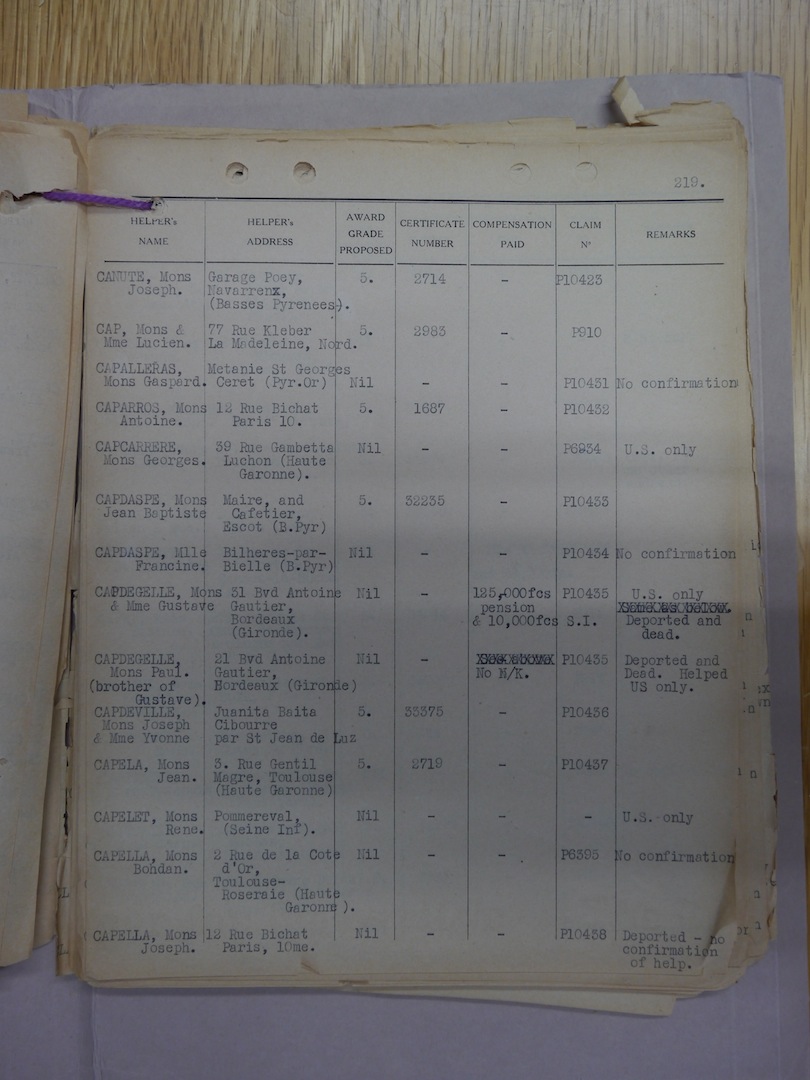 219.
HELPER's NAME | HELPER's ADDRESS | AWARD GRADE PROPOSED | CERTIFICATE NUMBER | COMPENSATION PAID | CLAIM Nº | REMARKS
CANUTE, Mons Garage Poey, 5. 2714 - P10423
Joseph. Navarrenx,
(Basses Pyrenees).
CAP, Mons & 77 Rue Kleber 5. 2983 - P910
Mme Lucien. La Madeleine, Nord.
CAPALLERAS, Metanie St Georges
Mons Gaspard. Ceret (Pyr.Or) Nil - - P10431 No confirmation
CAPARROS, Mons 12 Rue Bichat 5. 1687 - P10432
Antoine. Paris 10.
CAPCARRERE, 39 Rue Gambetta Nil - - P6934 U.S. only
Mons Georges. Luchon (Haute
Garonne).
CAPDASPE, Mons Maire, and 5. 32235 - P10433
Jean Baptiste Cafetier,
Escot (B.Pyr)
CAPDASPE, Mlle Bilheres-par- Nil - - P10434 No confirmation
Francine. Bielle (B.Pyr)
CAPDEGELLE, Mons 31 Bvd Antoine Nil - 125,000fcs P10435 U.S. only
& Mme Gustave Gautier, pension
Bordeaux & 10,000fcs S.I. Deported and
(Gironde). dead.
CAPDEGELLE, 21 Bvd Antoine Nil - P10435 Deported and
Mons Paul. Gautier, No N/K. Dead. Helped
(brother of Bordeaux (Gironde) US only.
Gustave).
CAPDEVILLE, Juanita Baita 5. 33375 - P10436
Mons Joseph Cibourre
& Mme Yvonne par St Jean de Luz
CAPELA, Mons 3. Rue Gentil 5. 2719 - P10437
Jean. Magre, Toulouse
(Haute Garonne)
CAPELET, Mons Pommereval, Nil - - - U.S. only
Rene. (Seine Inf).
CAPELLA, Mons 2 Rue de la Cote Nil - - P6395 No confirmation
Bohdan. d'Or,
Toulouse-
Roseraie (Haute
Garonne ).
CAPELLA, Mons 12 Rue Bichat Nil - - P10438 Deported - no
Joseph. Paris, 10me. confirmation
of help.